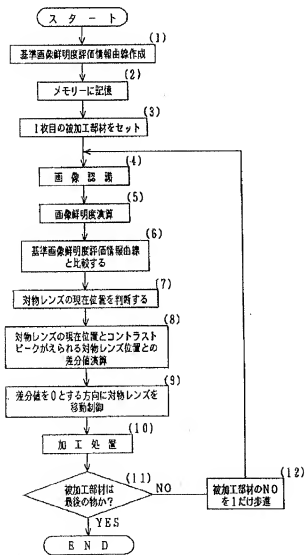 スタート
(1)
基準画像鮮明度評価情報曲線作成
(2)
メモリーに記憶
(3)
1枚目の被加工部材をセット
(4)
画像認識
(5)
画像鮮明度演算
(6)
基準画像鮮明度評価情報曲線
と比較する
(7)
対物レンズの現在位置を判断する
(8)
対物レンズの現在位置とコントラスト
ピークがえられる対物レンズ位置との
差分値演算
(9)
差分値を0とする方向に対物レンズを
移動制御
(10)
加工処置
(11)
被加工部材は
最後の物か?
NO
(12)
被加工部材のNO
を1だけ歩進
YES
END